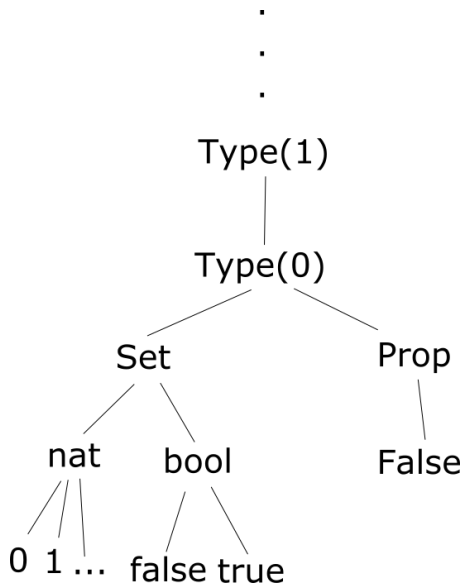 .
.
.
Type(1)
Type(0)
Set Prop
nat bool False
0 1 ... false true